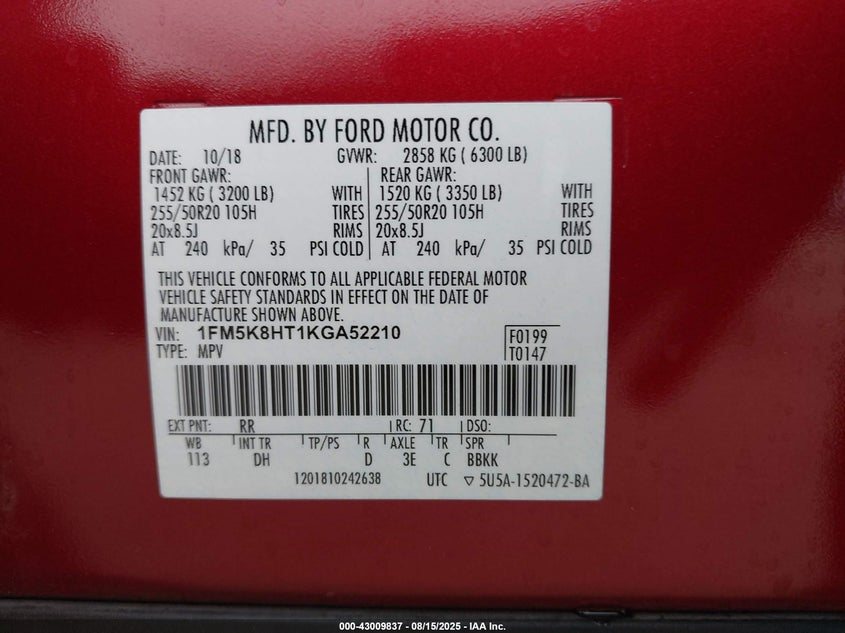 MFD. BY FORD MOTOR CO.
DATE: 10/18 GVWR: 2858 KG ( 6300 LB)
FRONT GAWR: REAR GAWR:
1452 KG ( 3200 LB) WITH 1520 KG ( 3350 LB) WITH
255/50R20 105H TIRES 255/50R20 105H TIRES
20x8.5J RIMS 20x8.5J RIMS
AT 240 kPa/ 35 PSI COLD AT 240 kPa/ 35 PSI COLD
THIS VEHICLE CONFORMS TO ALL APPLICABLE FEDERAL MOTOR
VEHICLE SAFETY STANDARDS IN EFFECT ON THE DATE OF
MANUFACTURE SHOWN ABOVE.
VIN: 1FM5K8HT1KGA52210 F0199
TYPE: MPV T0147
EXT PNT: RR RC: 71 DSO:
WB INT TR TP/PS R AXLE TR SPR
113 DH D 3E C BBKK
1201810242638 UTC ▽ 5U5A-1520472-BA
000-43009837 - 08/15/2025 - IAA Inc.